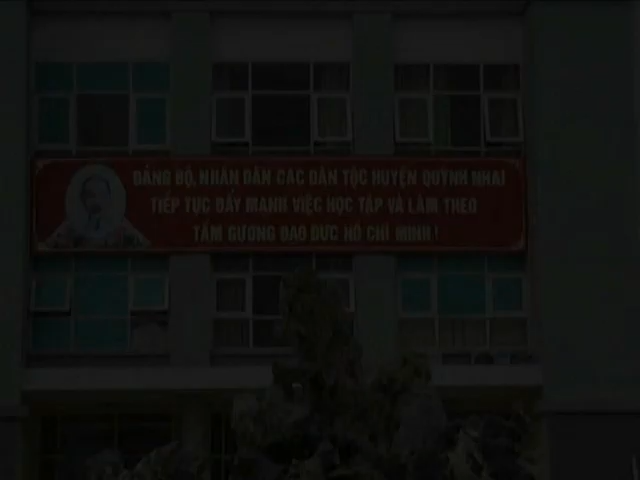 ĐẢNG BỘ, NHÂN DÂN CÁC DÂN TỘC HUYỆN QUỲNH NHAI
TIẾP TỤC ĐẨY MẠNH VIỆC HỌC TẬP VÀ LÀM THEO
TẤM GƯƠNG ĐẠO ĐỨC HỒ CHÍ MINH!